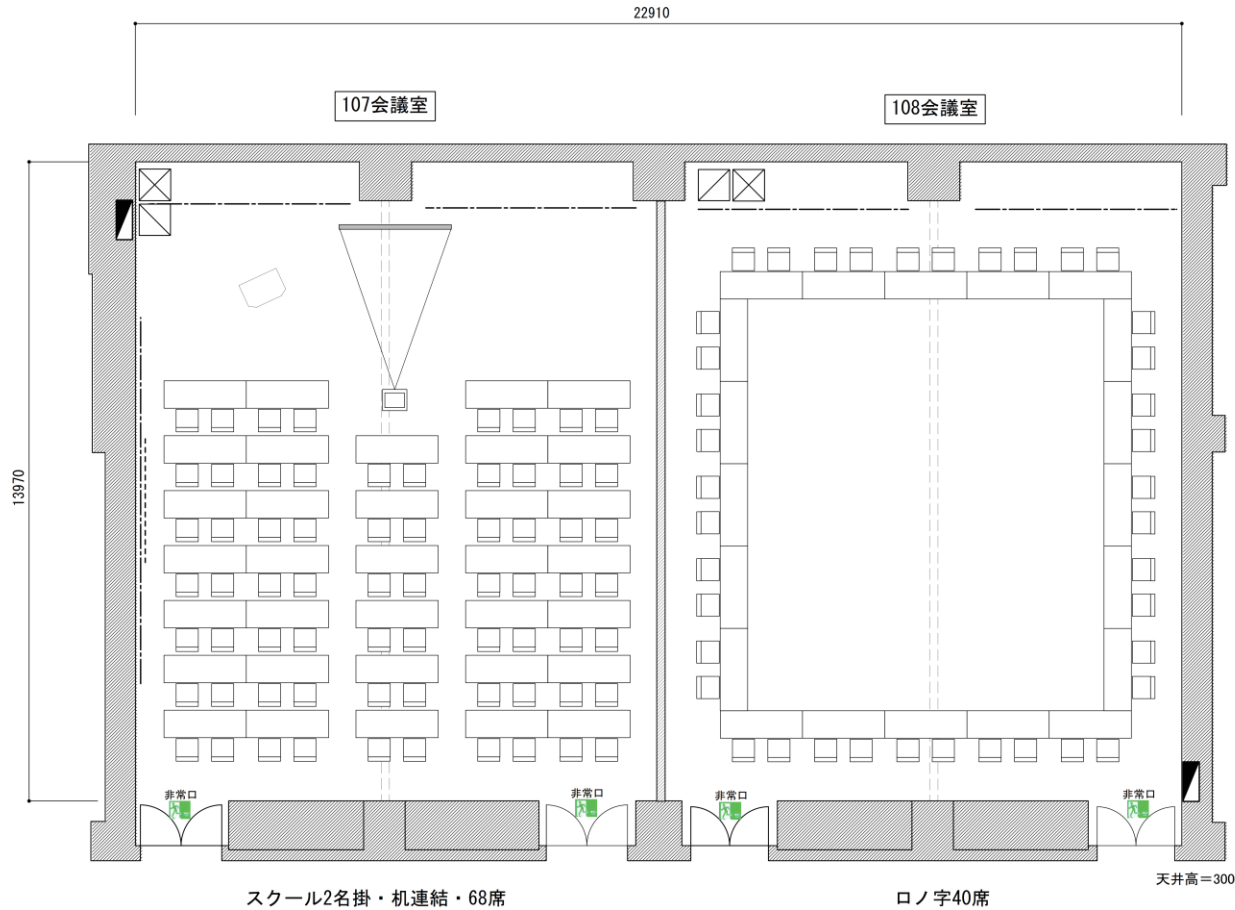 22910
107会議室
108会議室
13970
非常口
非常口
非常口
非常口
天井高=300
スクール2名掛・机連結・68席
ロノ字40席